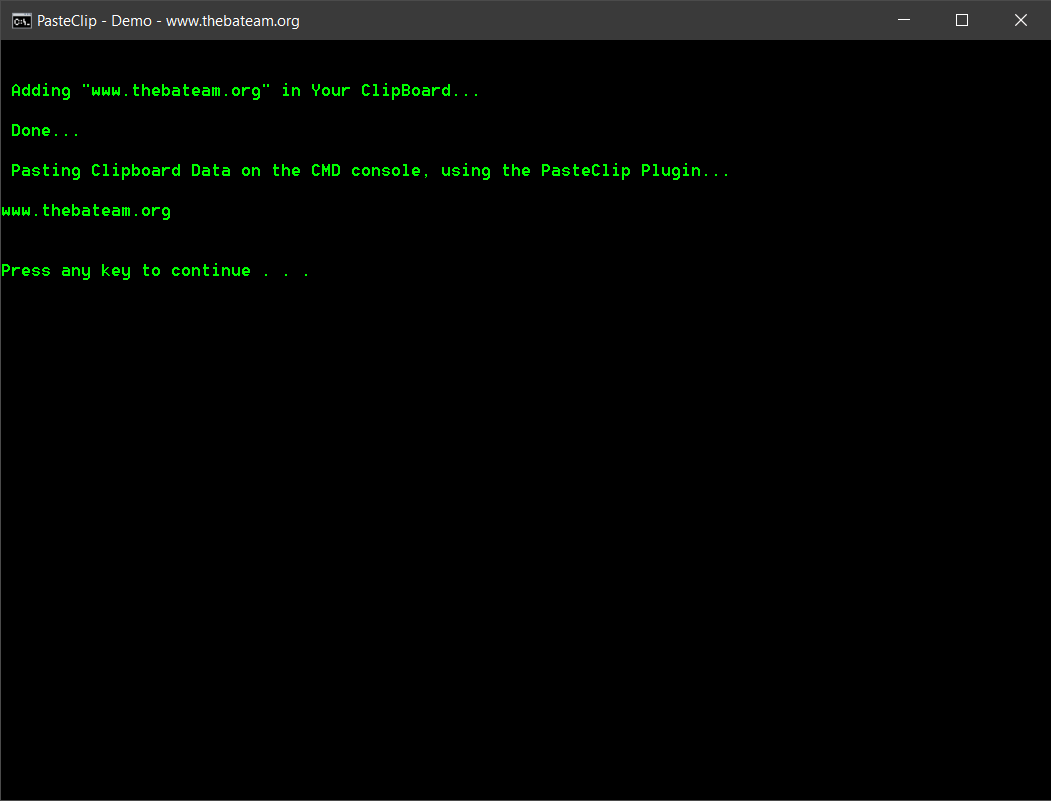 PasteClip - Demo - www.thebateam.org
Adding "www.thebateam.org" in Your ClipBoard...
Done...
Pasting Clipboard Data on the CMD console, using the PasteClip Plugin...
www.thebateam.org
Press any key to continue . . .